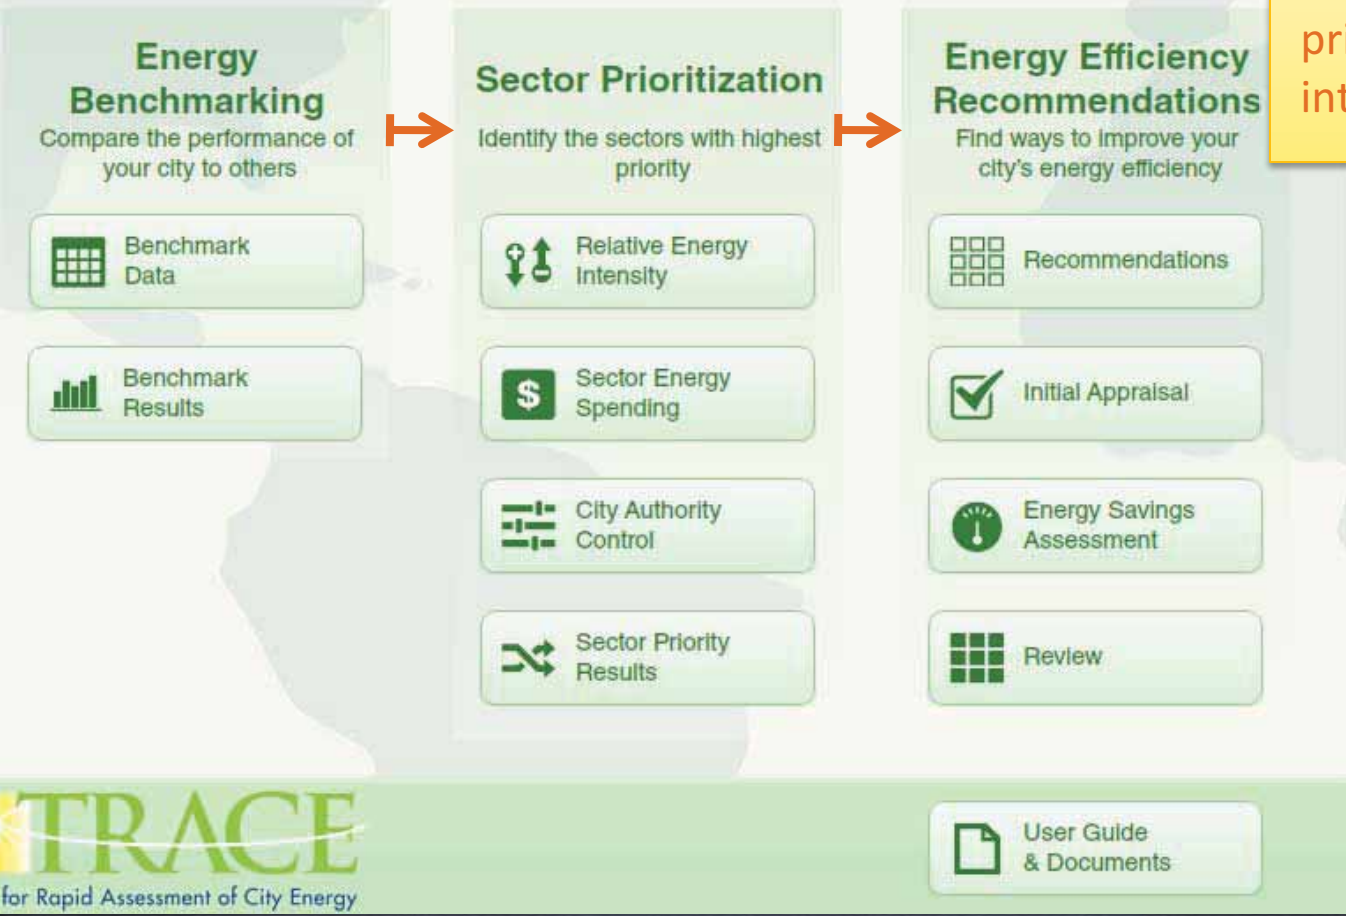 Energy
Benchmarking
Compare the performance of
your city to others
Benchmark
Data
Benchmark
Results
Sector Prioritization
Identify the sectors with highest
priority
Relative Energy
Intensity
Sector Energy
Spending
City Authority
Control
Sector Priority
Results
Energy Efficiency
Recommendations
Find ways to improve your
city's energy efficiency
Recommendations
Initial Appraisal
Energy Savings
Assessment
Review
TRACE
for Rapid Assessment of City Energy
User Guide
& Documents